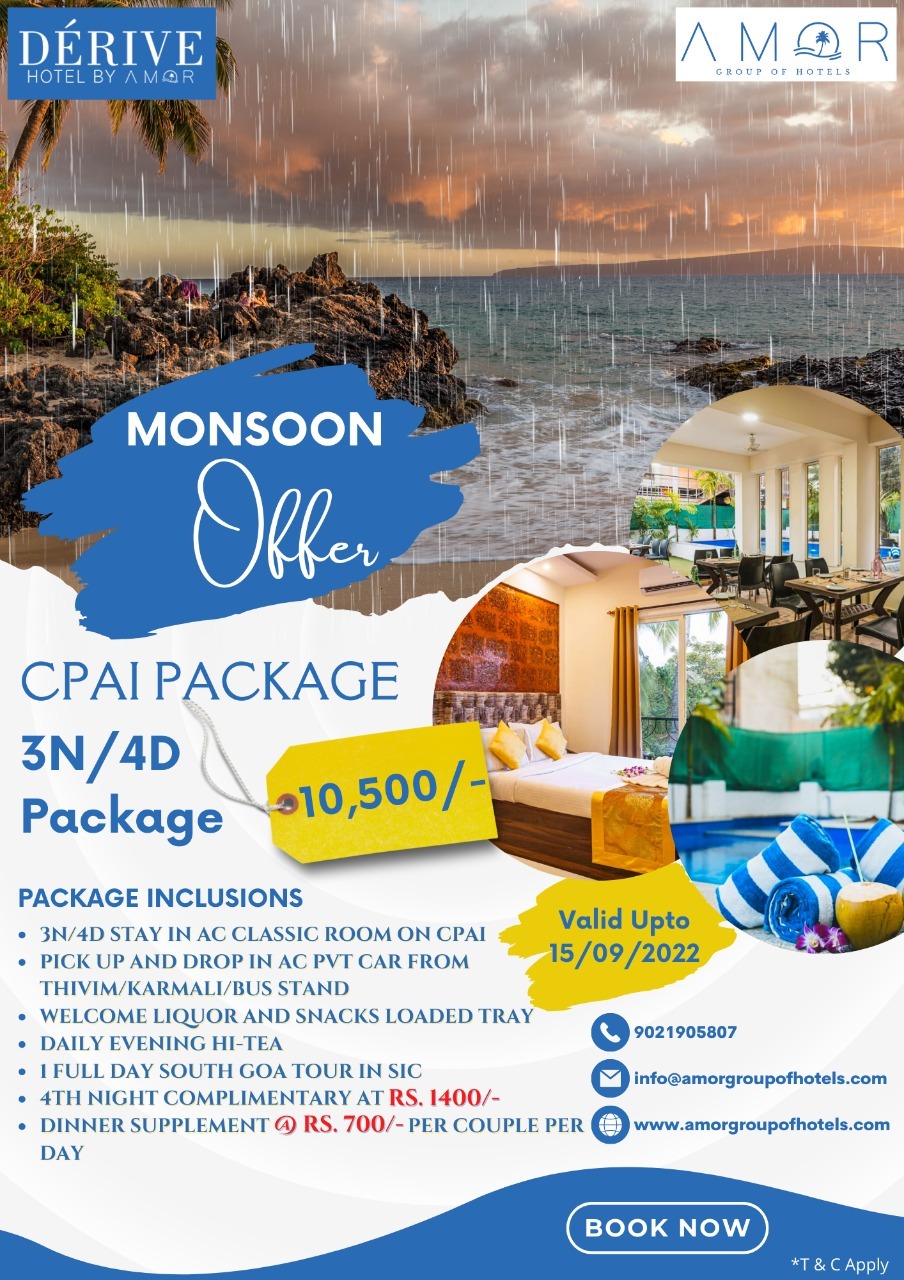 DÉRIVE
HOTEL BY AMOR
AMOR
GROUP OF HOTELS
MONSOON
Offer
CPAI PACKAGE
3N/4D
Package
10,500/-
PACKAGE INCLUSIONS
• 3N/4D STAY IN AC CLASSIC ROOM ON CPAI
• PICK UP AND DROP IN AC PVT CAR FROM
THIVIM/KARMALI/BUS STAND
• WELCOME LIQUOR AND SNACKS LOADED TRAY
• DAILY EVENING HI-TEA
• 1 FULL DAY SOUTH GOA TOUR IN SIC
• 4TH NIGHT COMPLIMENTARY AT RS. 1400/-
• DINNER SUPPLEMENT @ RS. 700/- PER COUPLE PER
DAY
Valid Upto
15/09/2022
9021905807
info@amorgroupofhotels.com
www.amorgroupofhotels.com
BOOK NOW
*T & C Apply